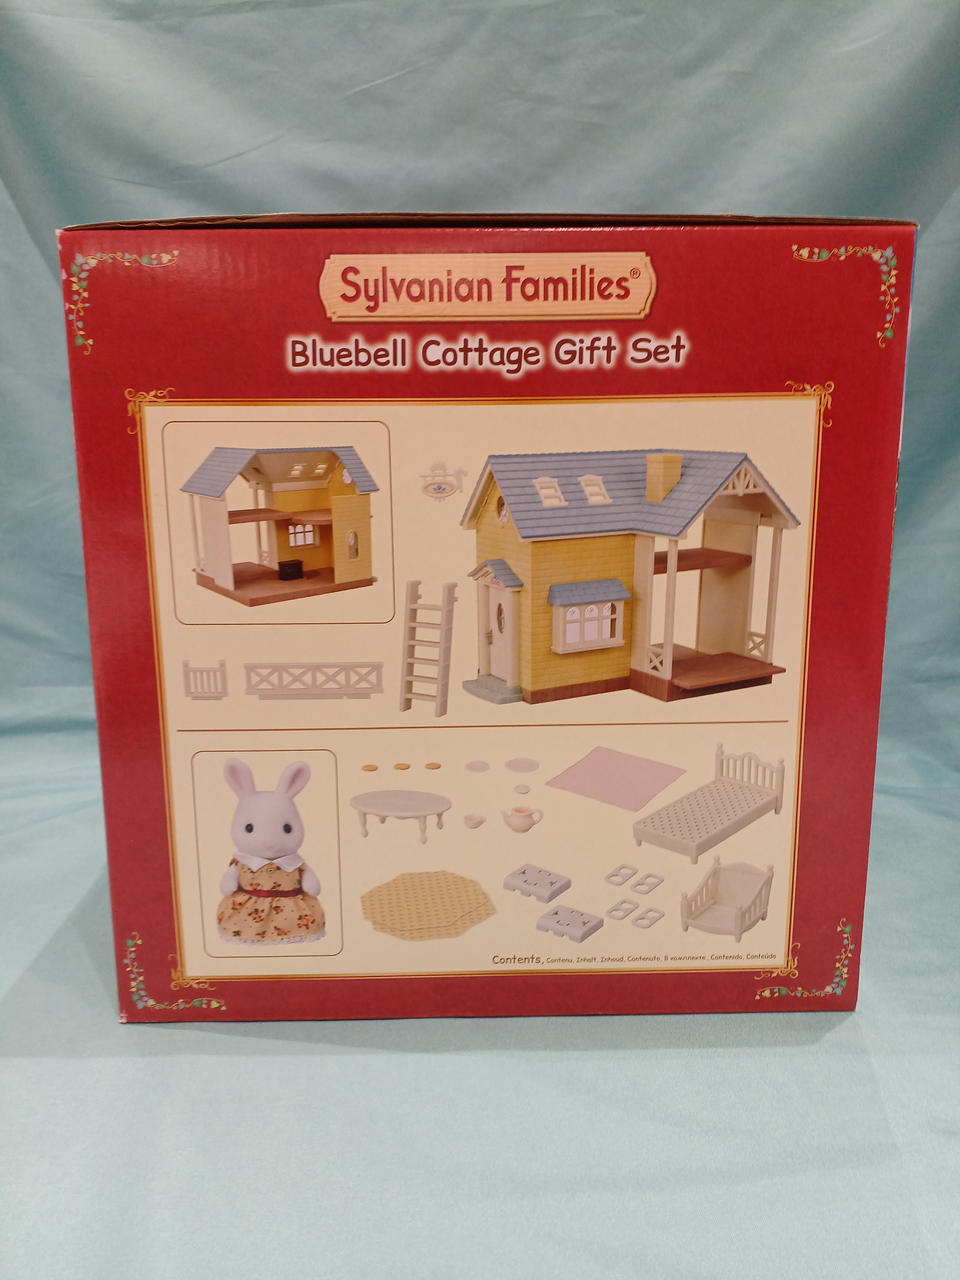 Sylvanian Families®
Bluebell Cottage Gift Set
Contents, Contenu, Inhalt, Inhoud, Contenuto, В комплекте, Contenido, Conteúdo